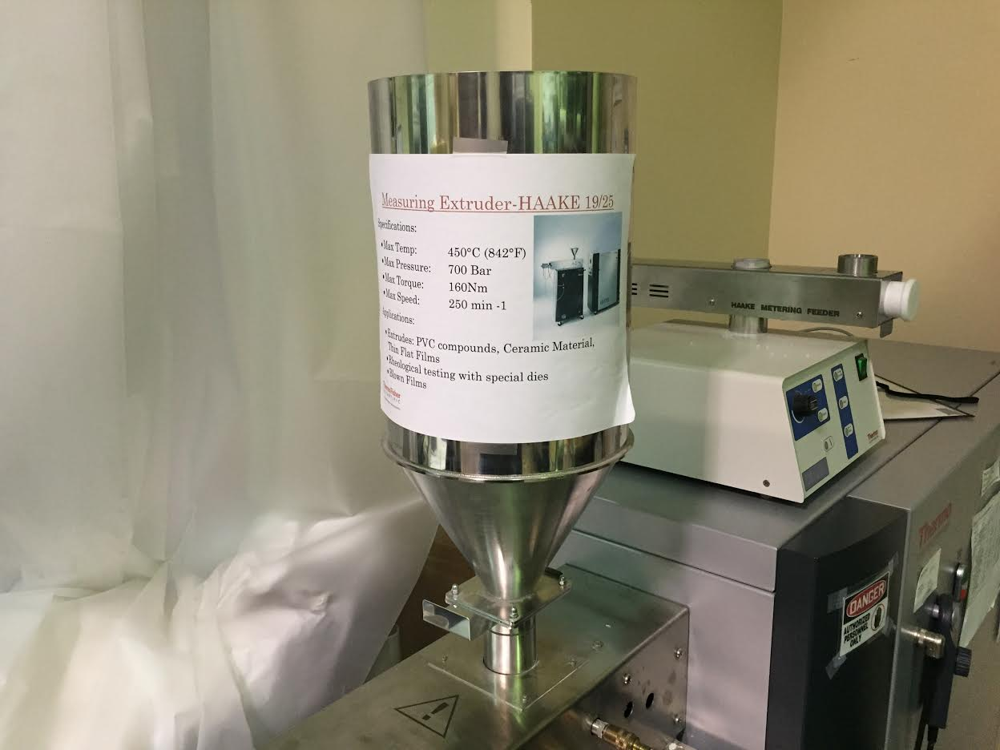 Measuring Extruder-HAAKE 19/25
Specifications:
•Max Temp: 450°C (842°F)
•Max Pressure: 700 Bar
•Max Torque: 160Nm
•Max Speed: 250 min -1
Applications:
•Extrudes: PVC compounds, Ceramic Material,
Thin Flat Films
•Rheological testing with special dies
•Blown Films
ThermoFisher
SCIENTIFIC
HAAKE METERING FEEDER
Thermo
Thermo
DANGER
AUTHORIZED
PERSONNEL
ONLY